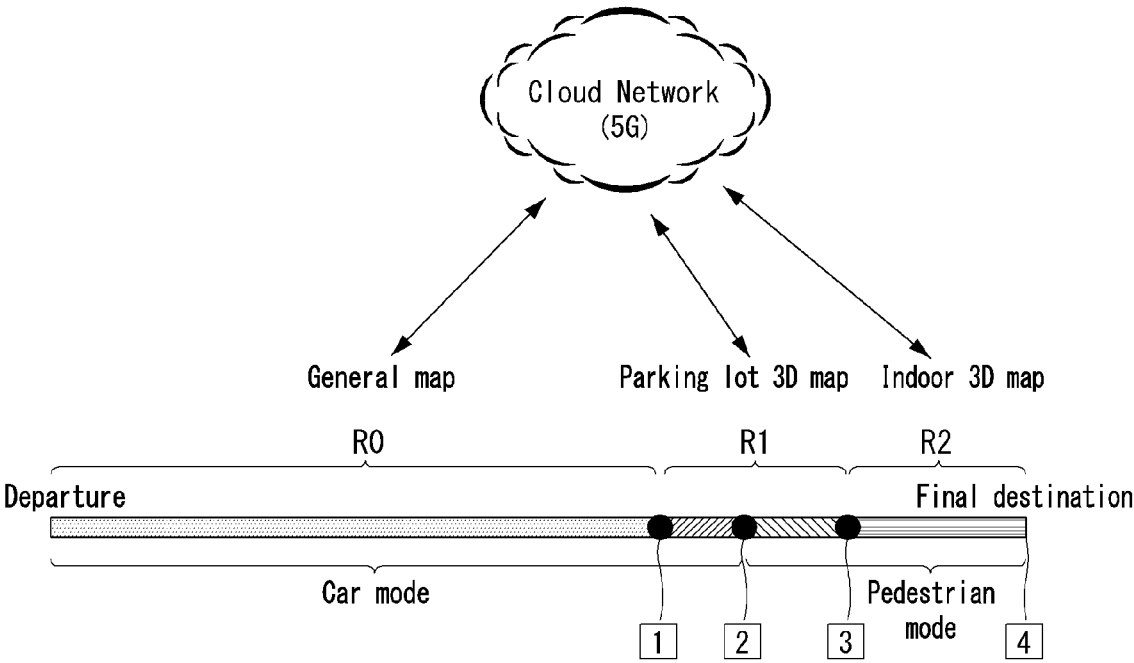 Cloud Network
(5G)
General map
Parking lot 3D map
Indoor 3D map
R0
R1
R2
Departure
Final destination
Car mode
Pedestrian
mode
1
2
3
4